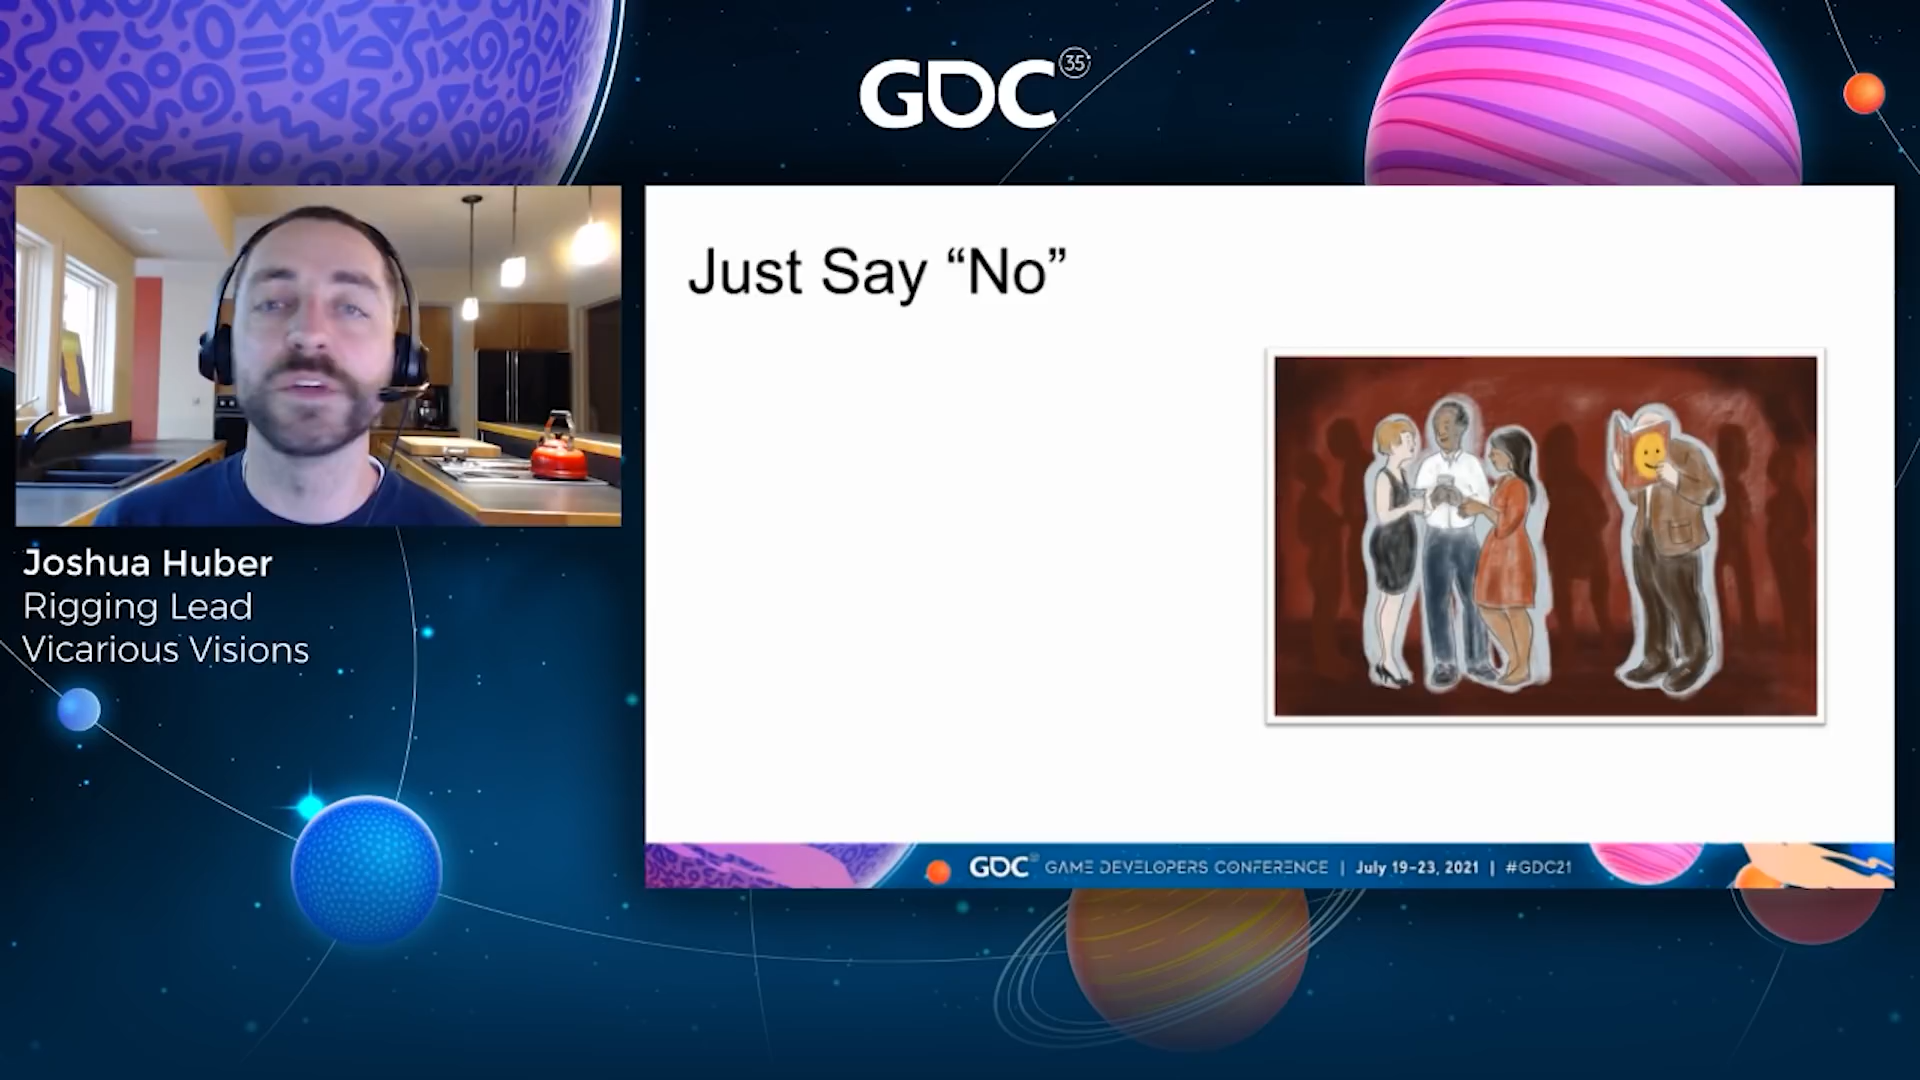 GDC 35
Just Say “No”
Joshua Huber
Rigging Lead
Vicarious Visions
GDC GAME DEVELOPERS CONFERENCE | July 19-23, 2021 | #GDC21